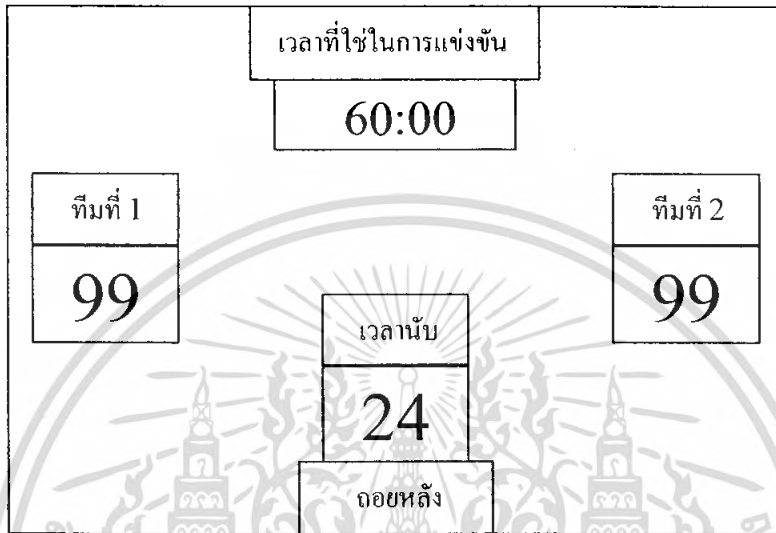 เวลาที่ใช่ในการแข่งขัน
60:00
ทีมที่ 1
ทีมที่ 2
99
99
เวลานับ
24
ถอยหลัง